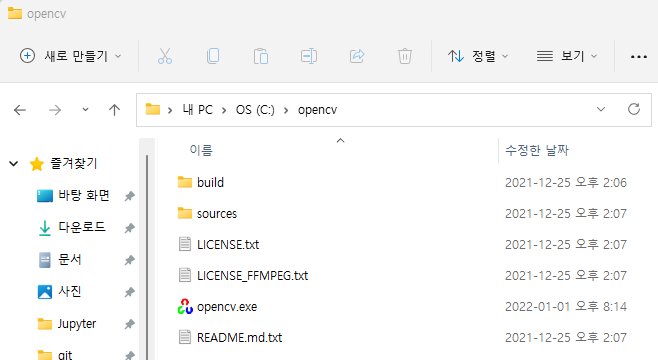 opencv
새로 만들기
정렬
보기
내 PC > OS (C:) > opencv
이름
수정한 날짜
즐겨찾기
바탕 화면
다운로드
문서
사진
Jupyter
git
build 2021-12-25 오후 2:06
sources 2021-12-25 오후 2:07
LICENSE.txt 2021-12-25 오후 2:07
LICENSE_FFMPEG.txt 2021-12-25 오후 2:07
opencv.exe 2022-01-01 오후 8:14
README.md.txt 2021-12-25 오후 2:07